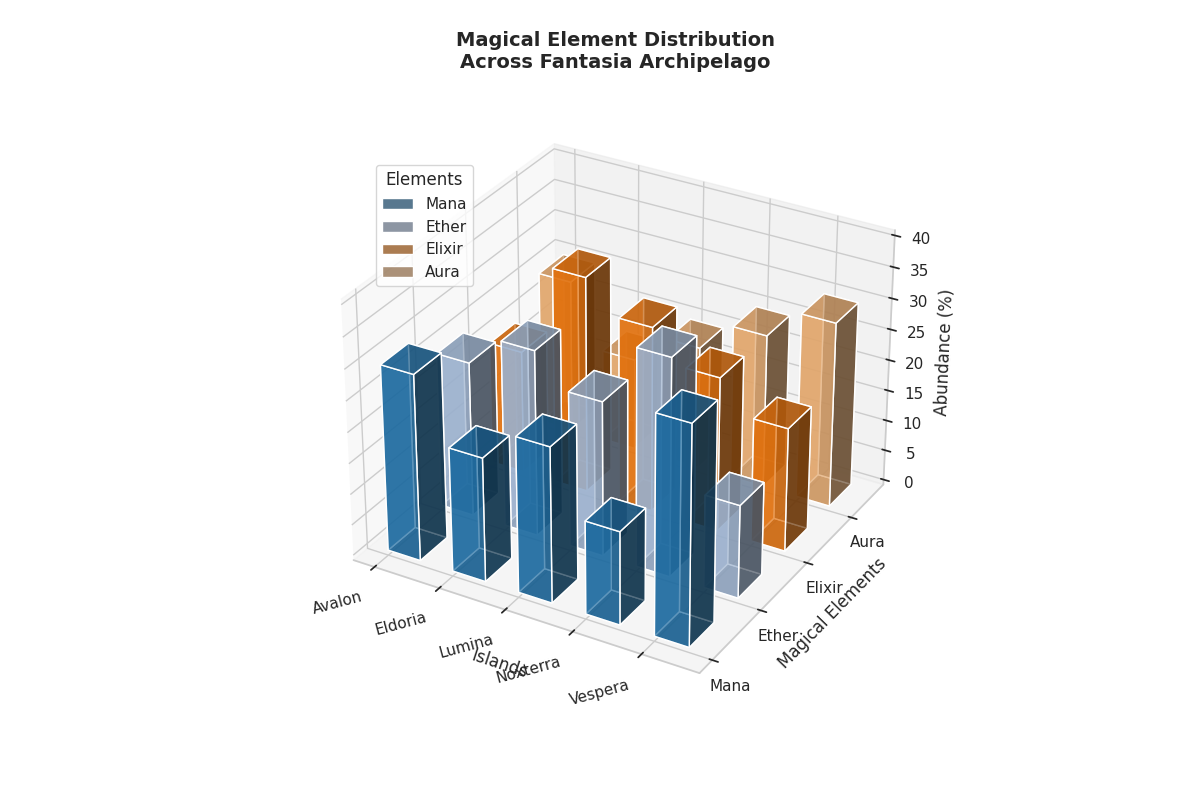 Magical Element Distribution
Across Fantasia Archipelago
Elements
Mana
Ether
Elixir
Aura
40
35
30
25
20
15
10
5
0
Abundance (%)
Avalon
Eldoria
Lumina
Noxterra
Vespera
Islands
Mana
Ether
Elixir
Aura
Magical Elements